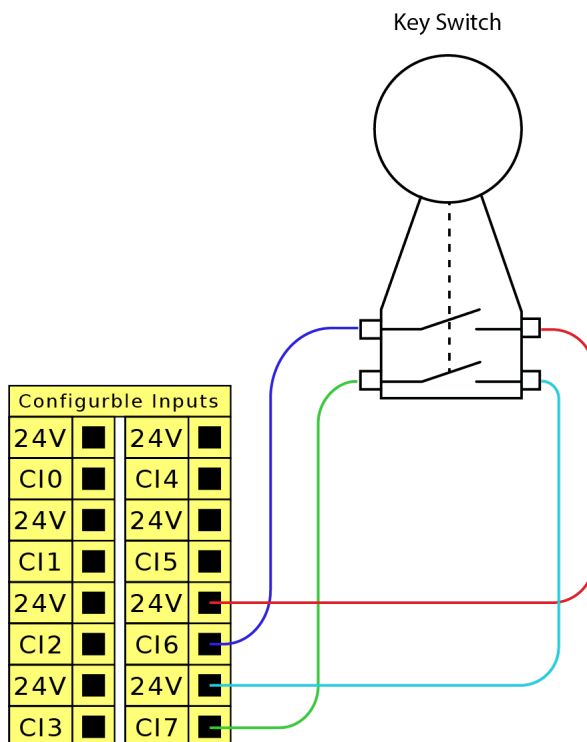 Key Switch
Configurble Inputs
24V 24V
CI0 CI4
24V 24V
CI1 CI5
24V 24V
CI2 CI6
24V 24V
CI3 CI7